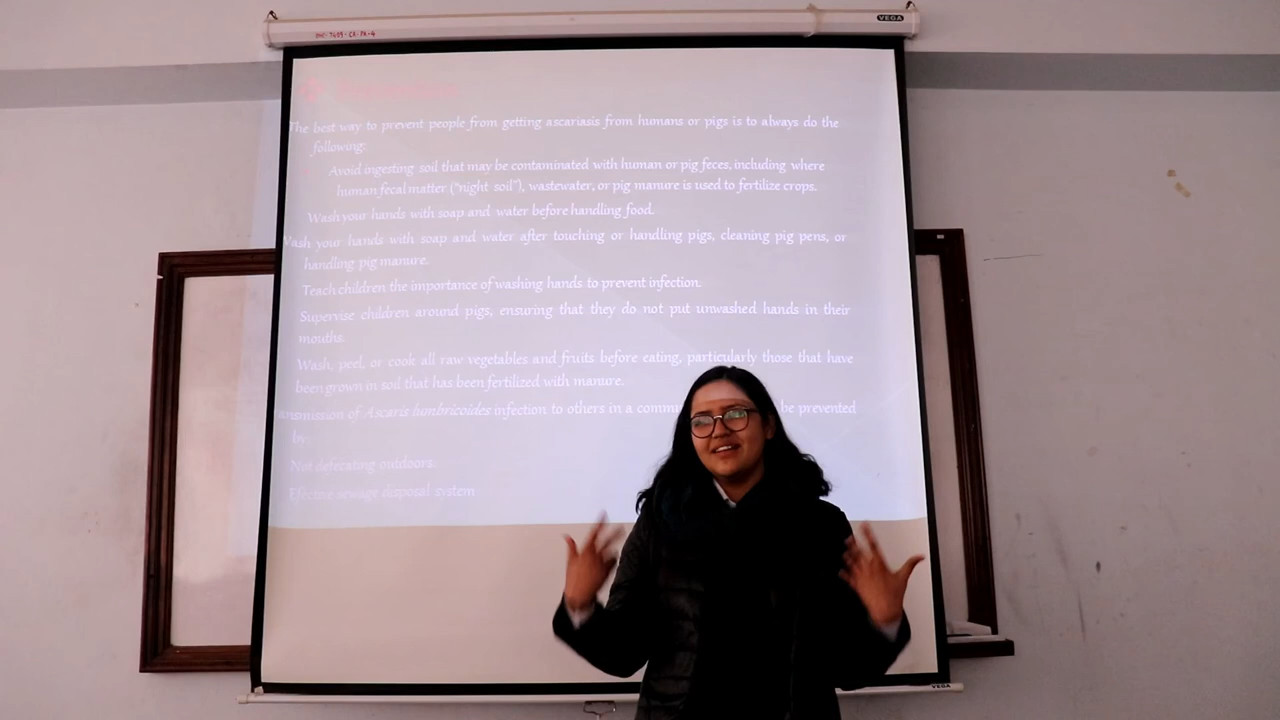 VEGA
The best way to prevent people from getting ascariasis from humans or pigs is to always do the
following:
Avoid ingesting soil that may be contaminated with human or pig feces, including where
human fecal matter ("night soil"), wastewater, or pig manure is used to fertilize crops.
Wash your hands with soap and water before handling food.
Wash your hands with soap and water after touching or handling pigs, cleaning pig pens, or
handling pig manure.
Teach children the importance of washing hands to prevent infection.
Supervise children around pigs, ensuring that they do not put unwashed hands in their
mouths.
Wash, peel, or cook all raw vegetables and fruits before eating, particularly those that have
been grown in soil that has been fertilized with manure.
ansmission of Ascaris lumbricoides infection to others in a commu be prevented
by
Not defecating outdoors
Effective sewage disposal system
VEGA